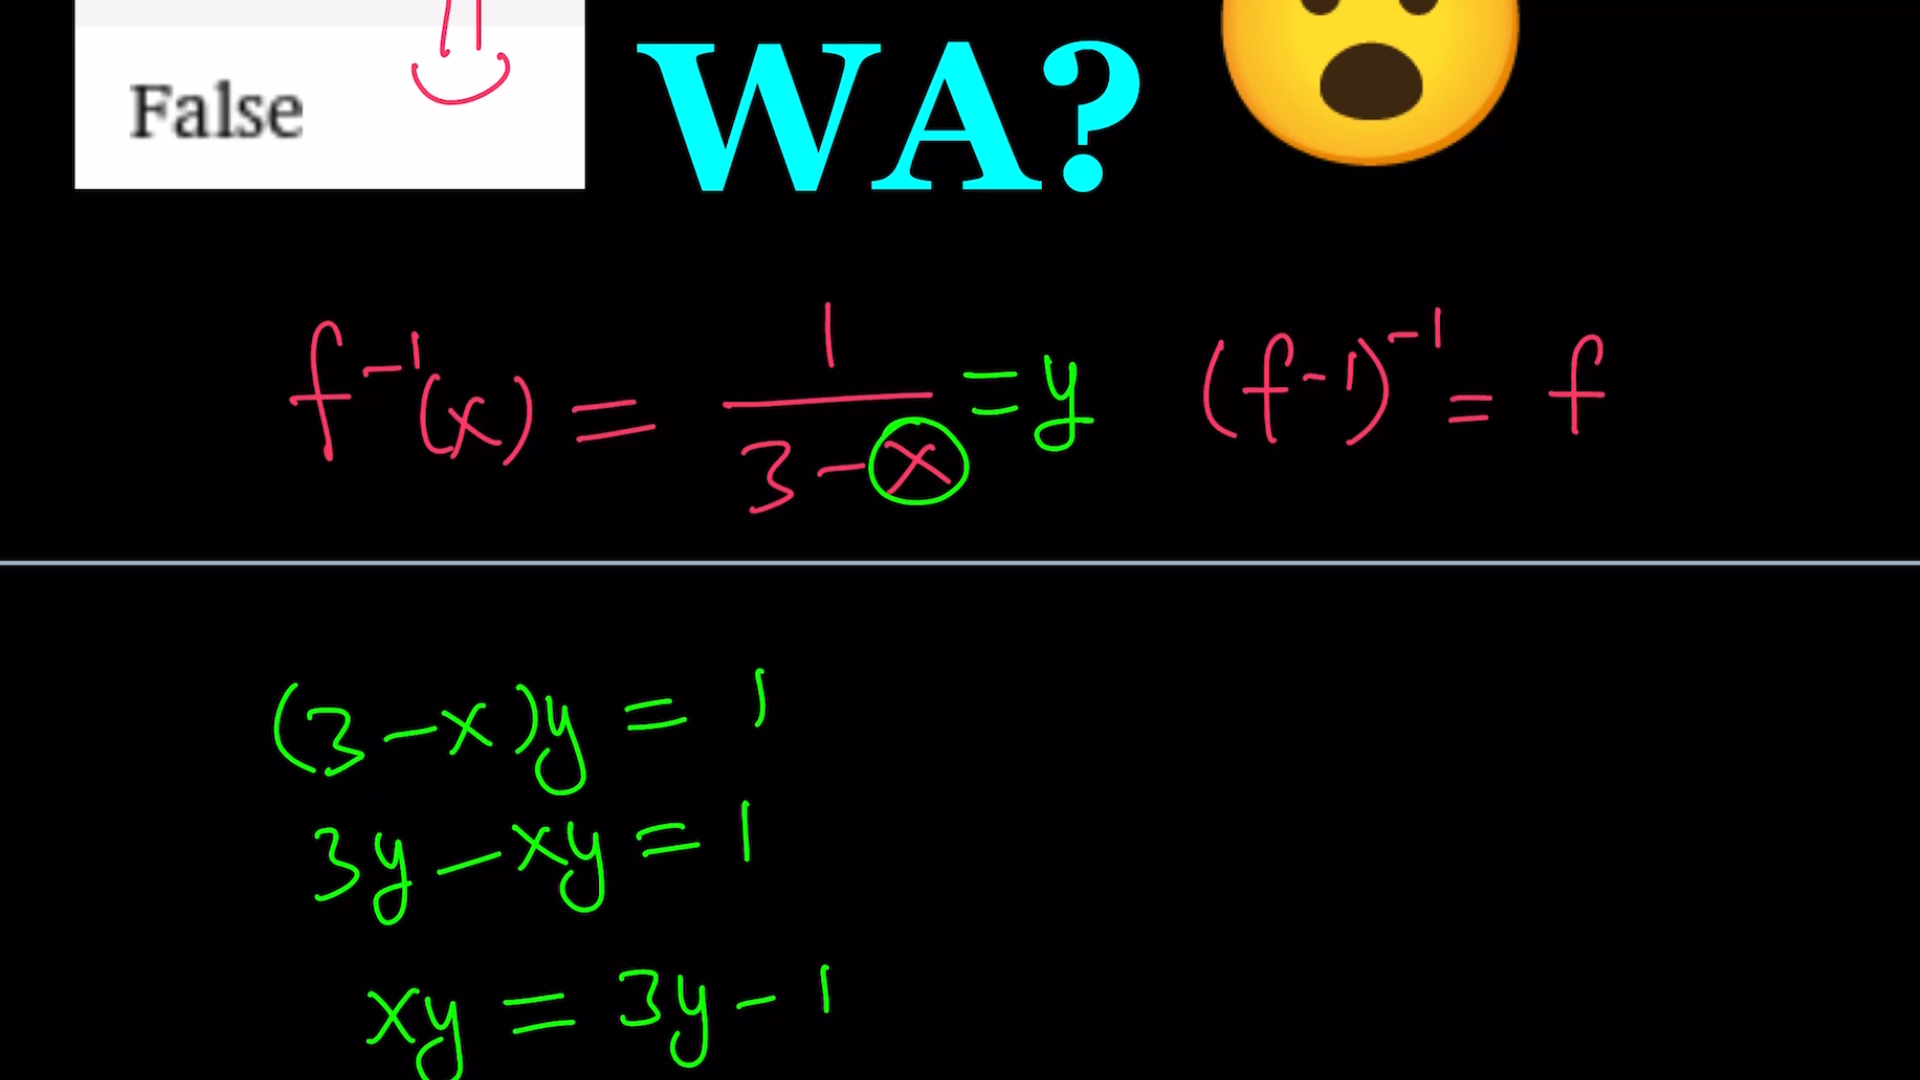 False
WA?
f⁻¹(x) = 1/(3-x) = y (f-1)⁻¹ = f
(3-x)y = 1
3y-xy=1
xy = 3y-1